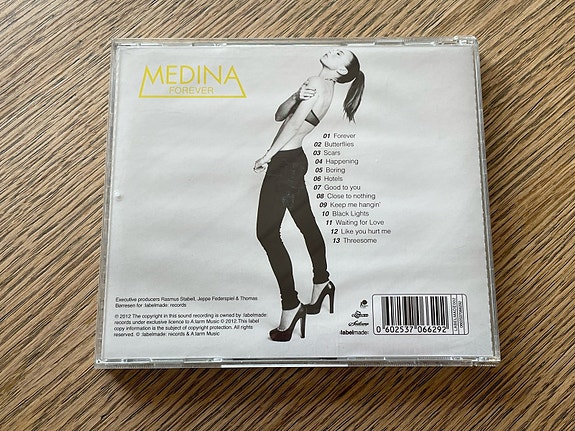 MEDINA
FOREVER
01 Forever
02 Butterflies
03 Scars
04 Happening
05 Boring
06 Hotels
07 Good to you
08 Close to nothing
09 Keep me hangin'
10 Black Lights
11 Waiting for Love
12 Like you hurt me
13 Threesome
Executive producers Rasmus Stabell, Jeppe Federspiel & Thomas
Børresen for :labelmade: records
℗ 2012 The copyright in this sound recording is owned by :labelmade:
records under exclusive licence to A:larm Music © 2012 This label
copy information is the subject of copyright protection. All rights
reserved. © :labelmade: records & A:larm Music
:labelmade:
0 602537 066292